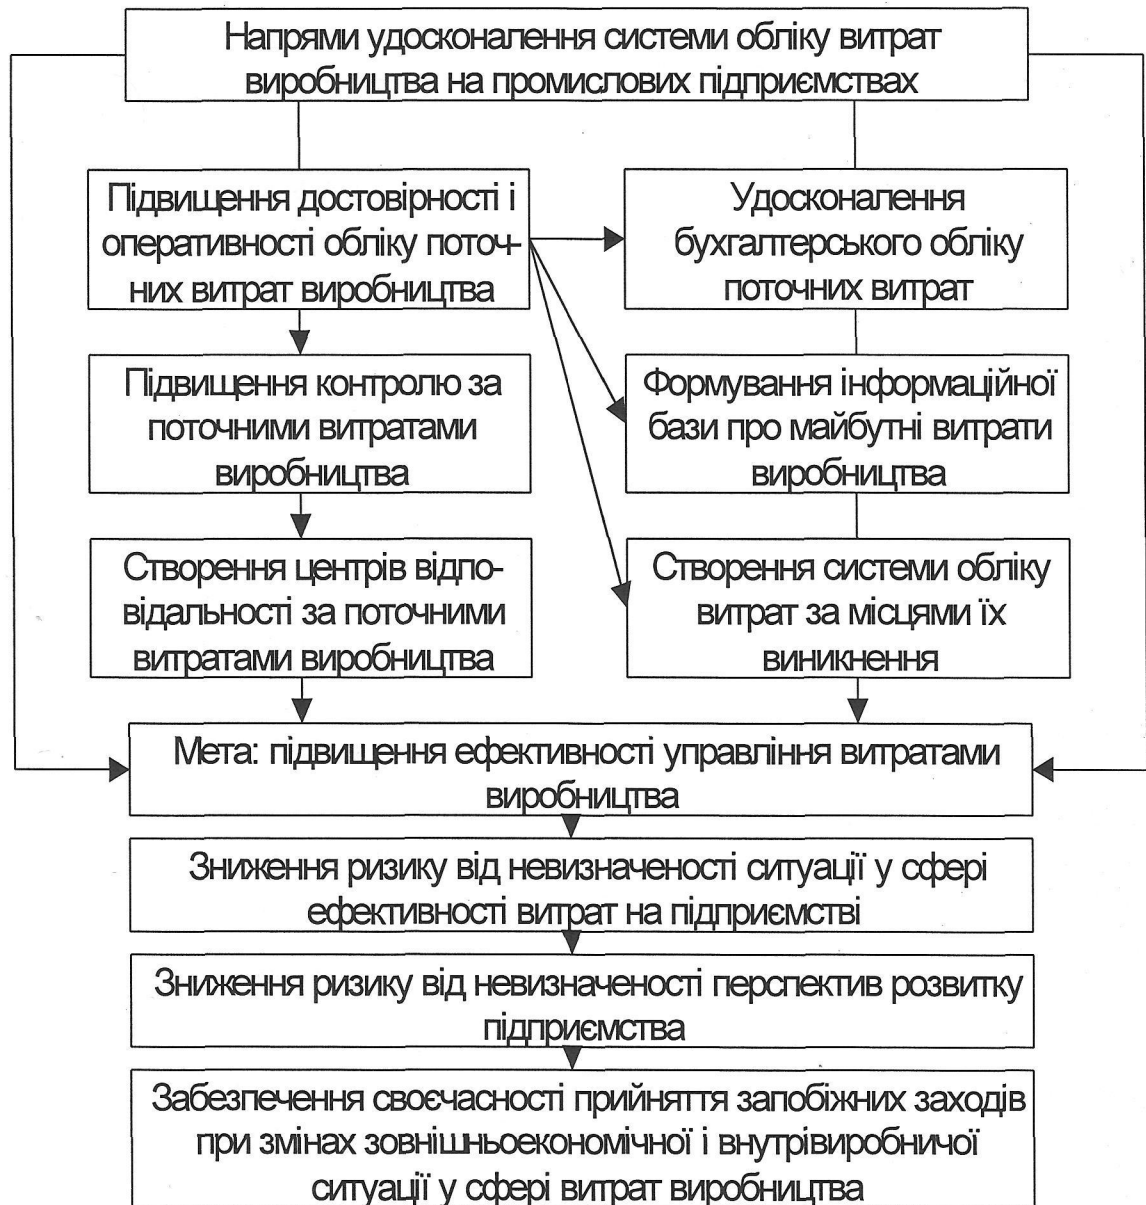 Напрями удосконалення системи обліку витрат
виробництва на промислових підприємствах
Підвищення достовірності і
оперативності обліку поточ-
них витрат виробництва
Удосконалення
бухгалтерського обліку
поточних витрат
Підвищення контролю за
поточними витратами
виробництва
Формування інформаційної
бази про майбутні витрати
виробництва
Створення центрів відпо-
відальності за поточними
витратами виробництва
Створення системи обліку
витрат за місцями їх
виникнення
Мета: підвищення ефективності управління витратами
виробництва
Зниження ризику від невизначеності ситуації у сфері
ефективності витрат на підприємстві
Зниження ризику від невизначеності перспектив розвитку
підприємства
Забезпечення своєчасності прийняття запобіжних заходів
при змінах зовнішньоекономічної і внутрівиробничої
ситуації у сфері витрат виробництва